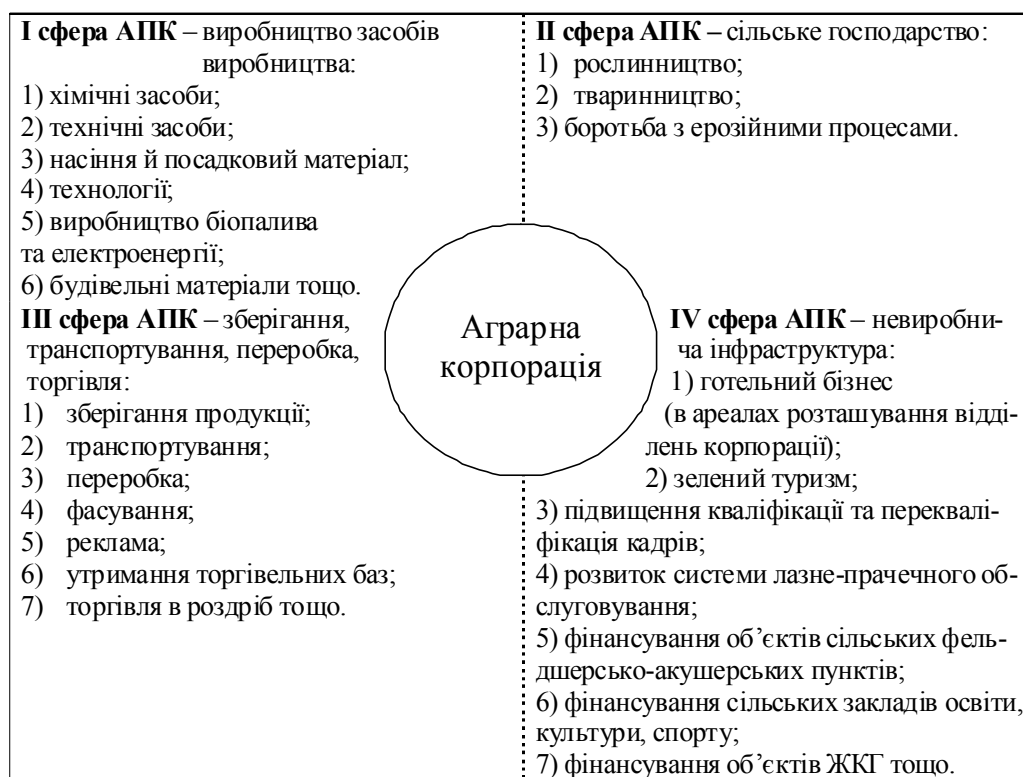 І сфера АПК – виробництво засобів
виробництва:
1) хімічні засоби;
2) технічні засоби;
3) насіння й посадковий матеріал;
4) технології;
5) виробництво біопалива
та електроенергії;
6) будівельні матеріали тощо.
ІІ сфера АПК – сільське господарство:
1) рослинництво;
2) тваринництво;
3) боротьба з ерозійними процесами.
Аграрна
корпорація
ІІІ сфера АПК – зберігання,
транспортування, переробка,
торгівля:
1) зберігання продукції;
2) транспортування;
3) переробка;
4) фасування;
5) реклама;
6) утримання торгівельних баз;
7) торгівля в роздріб тощо.
IV сфера АПК – невиробни-
ча інфраструктура:
1) готельний бізнес
(в ареалах розташування відді-
лень корпорації);
2) зелений туризм;
3) підвищення кваліфікації та перекваліфікація кадрів;
4) розвиток системи лазне-прачечного об-
слуговування;
5) фінансування об’єктів сільських фель-
дшерсько-акушерських пунктів;
6) фінансування сільських закладів освіти,
культури, спорту;
7) фінансування об’єктів ЖКГ тощо.